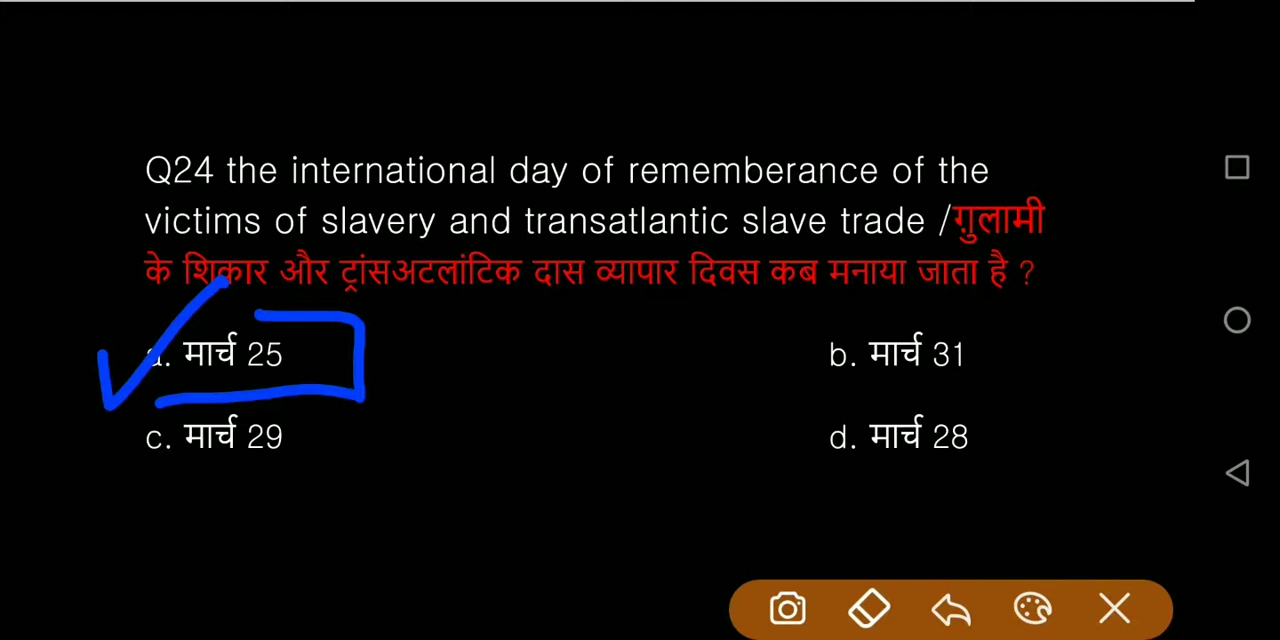 Q24 the international day of rememberance of the
victims of slavery and transatlantic slave trade /ग़ुलामी
के शिकार और ट्रांसअटलांटिक दास व्यापार दिवस कब मनाया जाता है ?
a. मार्च 25
b. मार्च 31
c. मार्च 29
d. मार्च 28